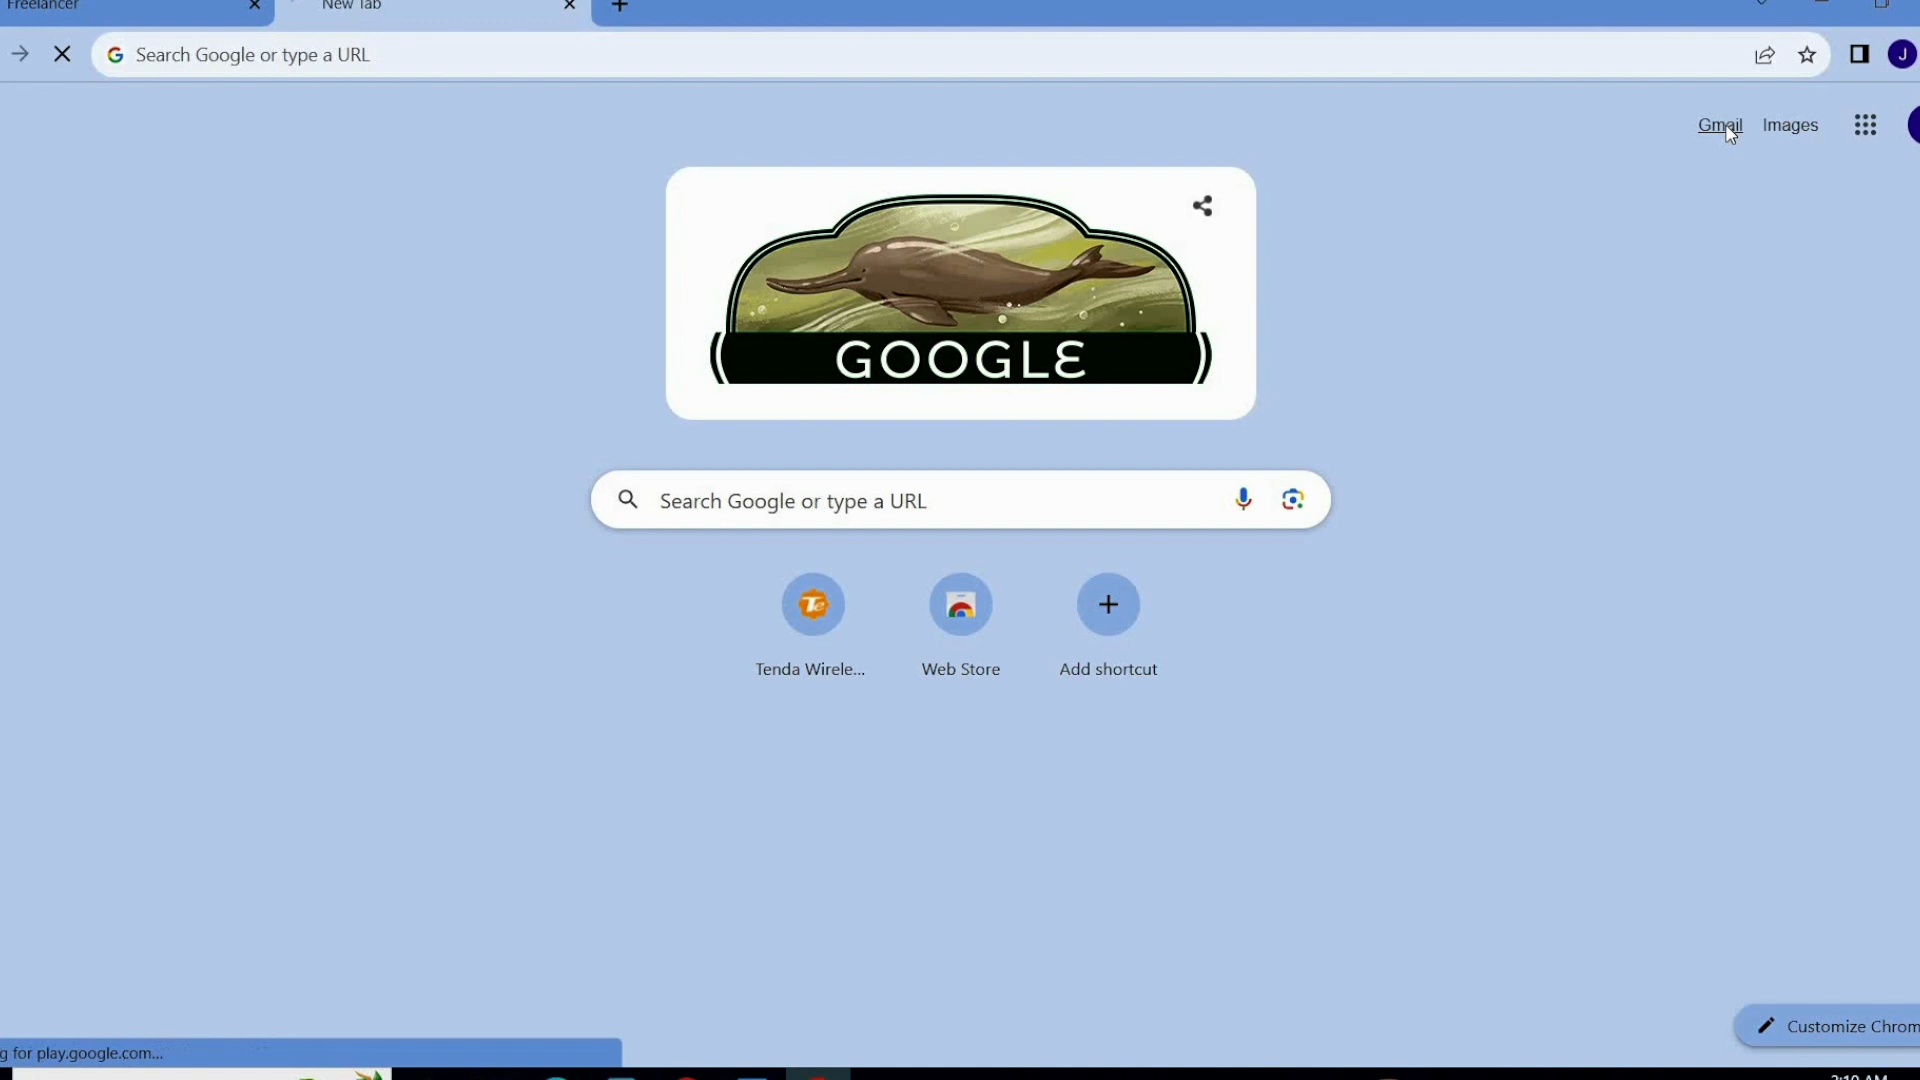 Freelancer
New Tab
Search Google or type a URL
J
Gmail
Images
GOOGLE
Search Google or type a URL
Tenda Wirele...
Web Store
Add shortcut
Customize Chrom
g for play.google.com...